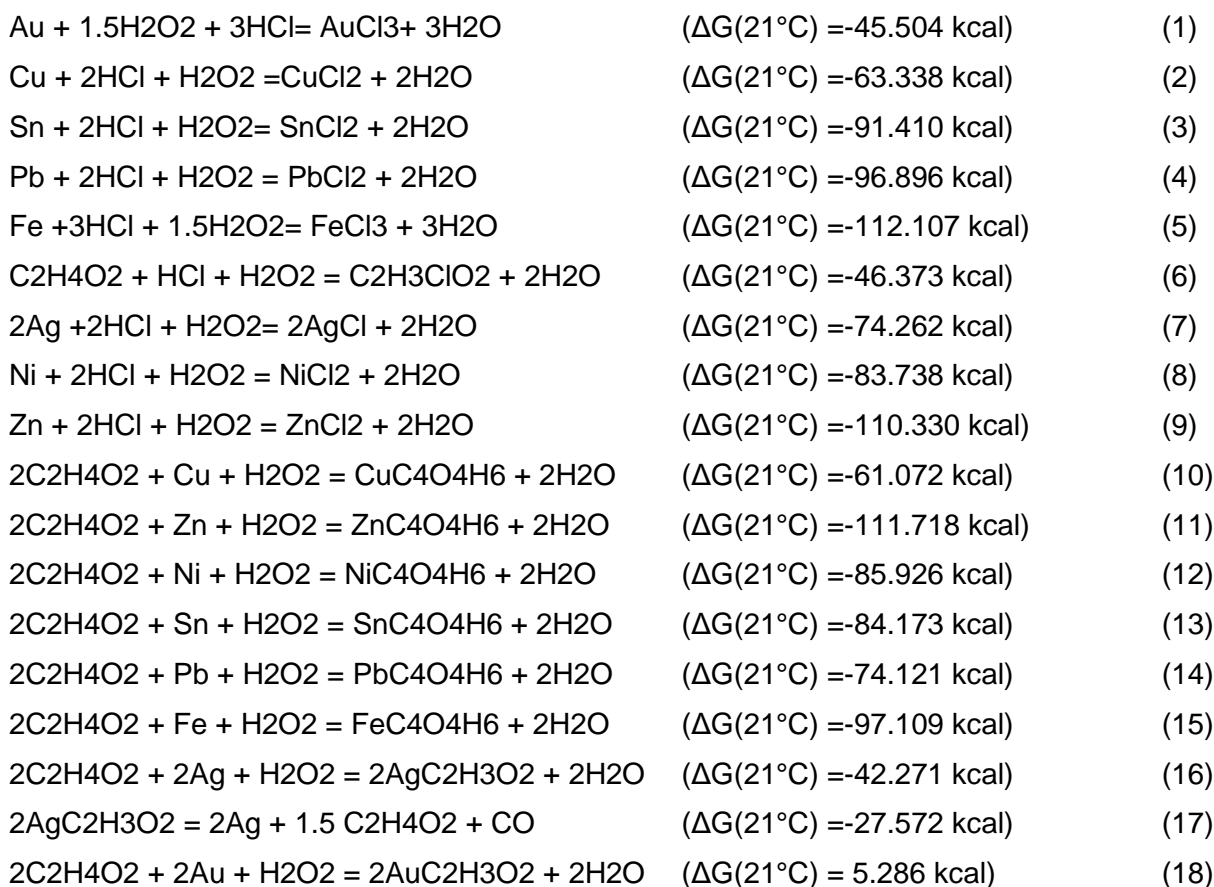 Au + 1.5H2O2 + 3HCl= AuCl3+ 3H2O (ΔG(21°C) =-45.504 kcal) (1)
Cu + 2HCl + H2O2 =CuCl2 + 2H2O (ΔG(21°C) =-63.338 kcal) (2)
Sn + 2HCl + H2O2= SnCl2 + 2H2O (ΔG(21°C) =-91.410 kcal) (3)
Pb + 2HCl + H2O2 = PbCl2 + 2H2O (ΔG(21°C) =-96.896 kcal) (4)
Fe +3HCl + 1.5H2O2= FeCl3 + 3H2O (ΔG(21°C) =-112.107 kcal) (5)
C2H4O2 + HCl + H2O2 = C2H3ClO2 + 2H2O (ΔG(21°C) =-46.373 kcal) (6)
2Ag +2HCl + H2O2= 2AgCl + 2H2O (ΔG(21°C) =-74.262 kcal) (7)
Ni + 2HCl + H2O2 = NiCl2 + 2H2O (ΔG(21°C) =-83.738 kcal) (8)
Zn + 2HCl + H2O2 = ZnCl2 + 2H2O (ΔG(21°C) =-110.330 kcal) (9)
2C2H4O2 + Cu + H2O2 = CuC4O4H6 + 2H2O (ΔG(21°C) =-61.072 kcal) (10)
2C2H4O2 + Zn + H2O2 = ZnC4O4H6 + 2H2O (ΔG(21°C) =-111.718 kcal) (11)
2C2H4O2 + Ni + H2O2 = NiC4O4H6 + 2H2O (ΔG(21°C) =-85.926 kcal) (12)
2C2H4O2 + Sn + H2O2 = SnC4O4H6 + 2H2O (ΔG(21°C) =-84.173 kcal) (13)
2C2H4O2 + Pb + H2O2 = PbC4O4H6 + 2H2O (ΔG(21°C) =-74.121 kcal) (14)
2C2H4O2 + Fe + H2O2 = FeC4O4H6 + 2H2O (ΔG(21°C) =-97.109 kcal) (15)
2C2H4O2 + 2Ag + H2O2 = 2AgC2H3O2 + 2H2O (ΔG(21°C) =-42.271 kcal) (16)
2AgC2H3O2 = 2Ag + 1.5 C2H4O2 + CO (ΔG(21°C) =-27.572 kcal) (17)
2C2H4O2 + 2Au + H2O2 = 2AuC2H3O2 + 2H2O (ΔG(21°C) = 5.286 kcal) (18)